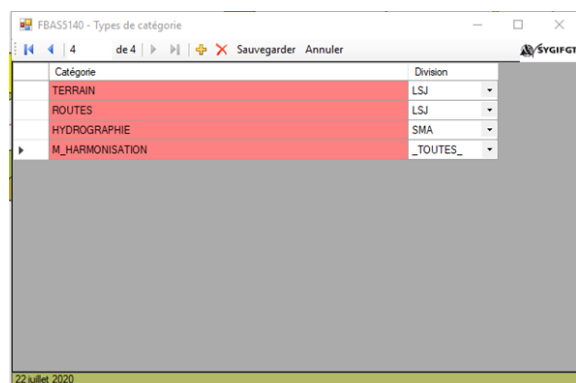 FBAS5140 - Types de catégorie
4 de 4 Sauvegarder Annuler SYGIFGT
Catégorie Division
TERRAIN LSJ
ROUTES LSJ
HYDROGRAPHIE SMA
M_HARMONISATION _TOUTES_
22 juillet 2020